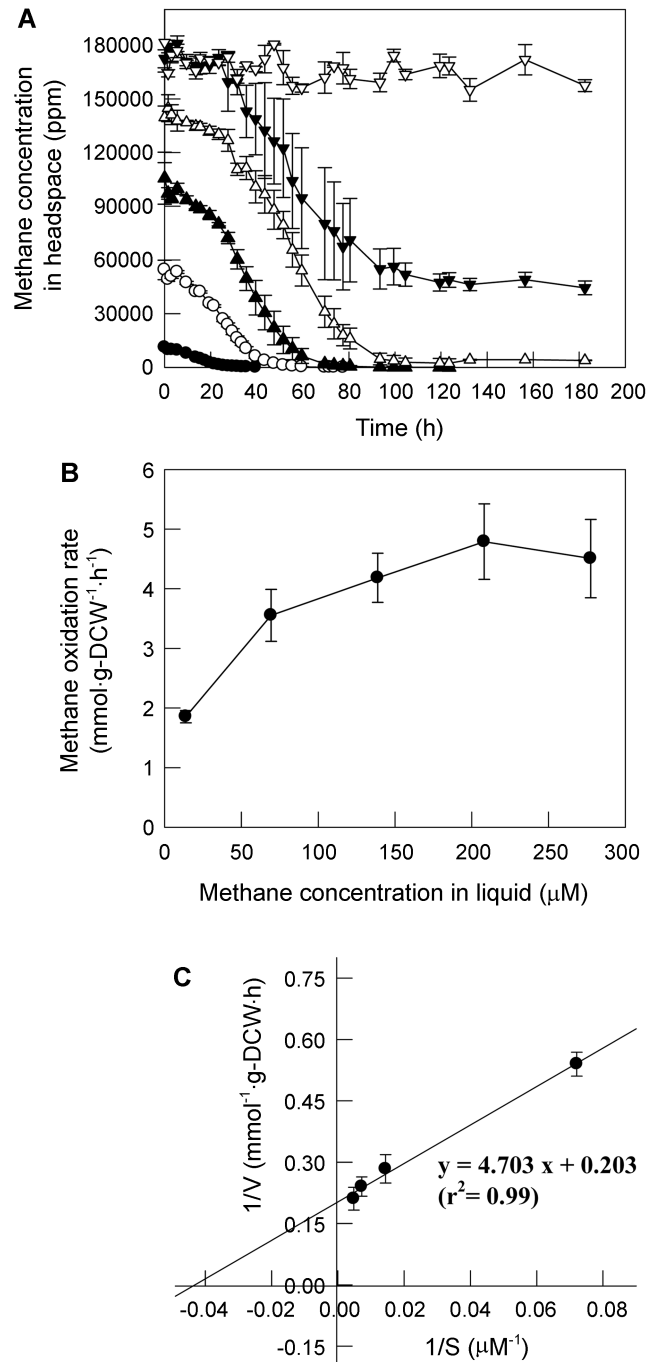 A
Methane concentration
in headspace (ppm)
180000
150000
120000
90000
60000
30000
0
0 20 40 60 80 100 120 140 160 180 200
Time (h)
B
Methane oxidation rate
(mmol·g-DCW⁻¹·h⁻¹)
6
5
4
3
2
1
0
0 50 100 150 200 250 300
Methane concentration in liquid (μM)
C
1/V (mmol⁻¹·g-DCW·h)
0.75
0.60
0.45
0.30
0.15
0.00
-0.15
y = 4.703 x + 0.203
(r²= 0.99)
-0.04 -0.02 0.00 0.02 0.04 0.06 0.08
1/S (μM⁻¹)